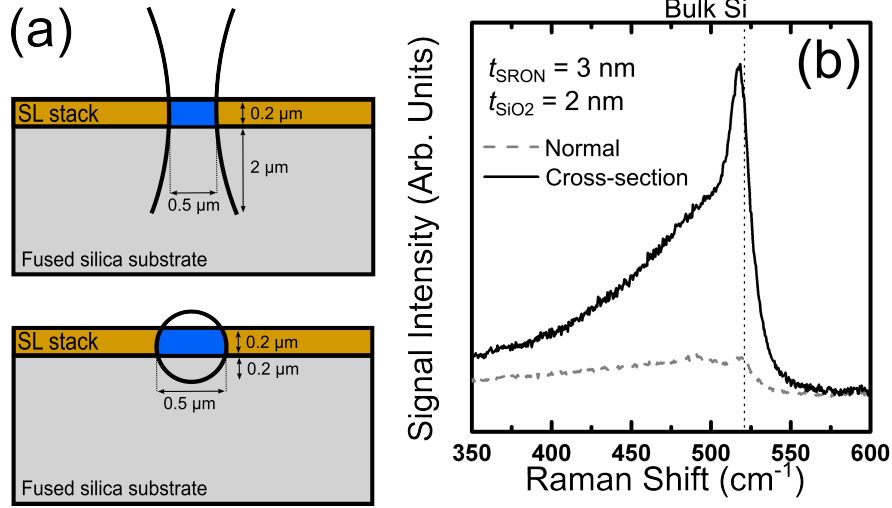 (a)
SL stack
0.2 µm
2 µm
0.5 µm
Fused silica substrate
SL stack
0.2 µm
0.2 µm
0.5 µm
Fused silica substrate
Bulk Si
(b)
tSRON = 3 nm
tSiO2 = 2 nm
Normal
Cross-section
Signal Intensity (Arb. Units)
350 400 450 500 550 600
Raman Shift (cm-1)